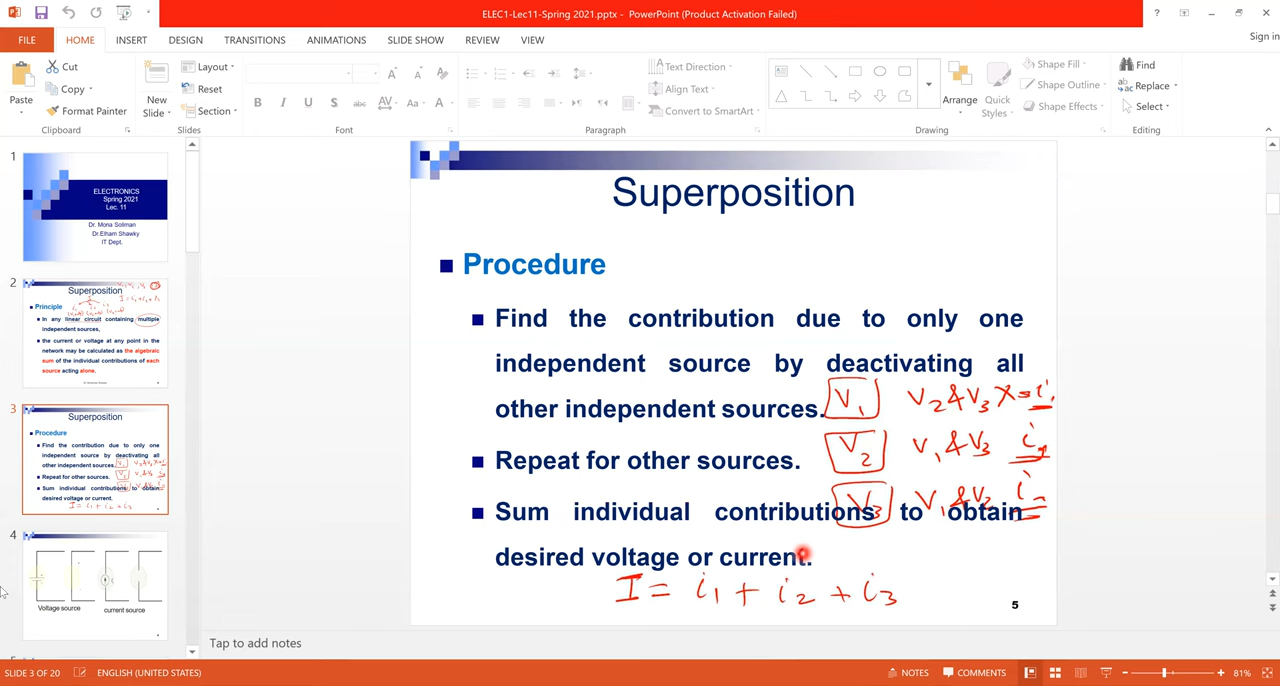 ELEC1-Lec11-Spring 2021.pptx - PowerPoint (Product Activation Failed)
Sign in
FILE HOME INSERT DESIGN TRANSITIONS ANIMATIONS SLIDE SHOW REVIEW VIEW
Cut
Copy
Format Painter
Paste
Clipboard
New Slide
Layout
Reset
Section
Slides
Font
Text Direction
Align Text
Convert to SmartArt
Paragraph
Arrange
Quick Styles
Shape Fill
Shape Outline
Shape Effects
Drawing
Find
Replace
Select
Editing
1
ELECTRONICS
Spring 2021
Lec. 11
Dr. Mona Soliman
Dr.Elham Shawky
IT Dept.
2
Superposition
Principle
In any linear circuit containing multiple
independent sources,
the current or voltage at any point in the
network may be calculated as the algebraic
sum of the individual contributions of each
source acting alone.
3
Superposition
Procedure
Find the contribution due to only one
independent source by deactivating all
other independent sources.
Repeat for other sources.
Sum individual contributions to obtain
desired voltage or current.
I = i1 + i2 + i3
4
Voltage source
current source
Superposition
Procedure
Find the contribution due to only one
independent source by deactivating all
other independent sources.
V1 V2 & V3 X = i1
Repeat for other sources.
V2 V1 & V3 i2
Sum individual contributions to obtain
V3 V1 & V2
desired voltage or current.
I = i1 + i2 + i3
5
Tap to add notes
SLIDE 3 OF 20 ENGLISH (UNITED STATES) NOTES COMMENTS 81%